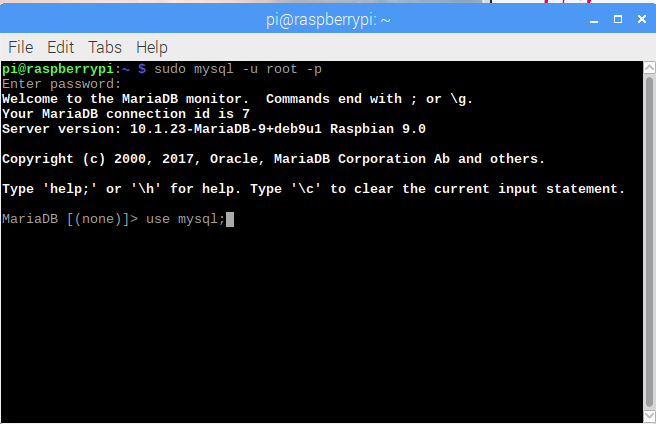 pi@raspberrypi: ~
File Edit Tabs Help
pi@raspberrypi:~ $ sudo mysql -u root -p
Enter password:
Welcome to the MariaDB monitor.  Commands end with ; or \g.
Your MariaDB connection id is 7
Server version: 10.1.23-MariaDB-9+deb9u1 Raspbian 9.0
Copyright (c) 2000, 2017, Oracle, MariaDB Corporation Ab and others.
Type 'help;' or '\h' for help. Type '\c' to clear the current input statement.
MariaDB [(none)]> use mysql;